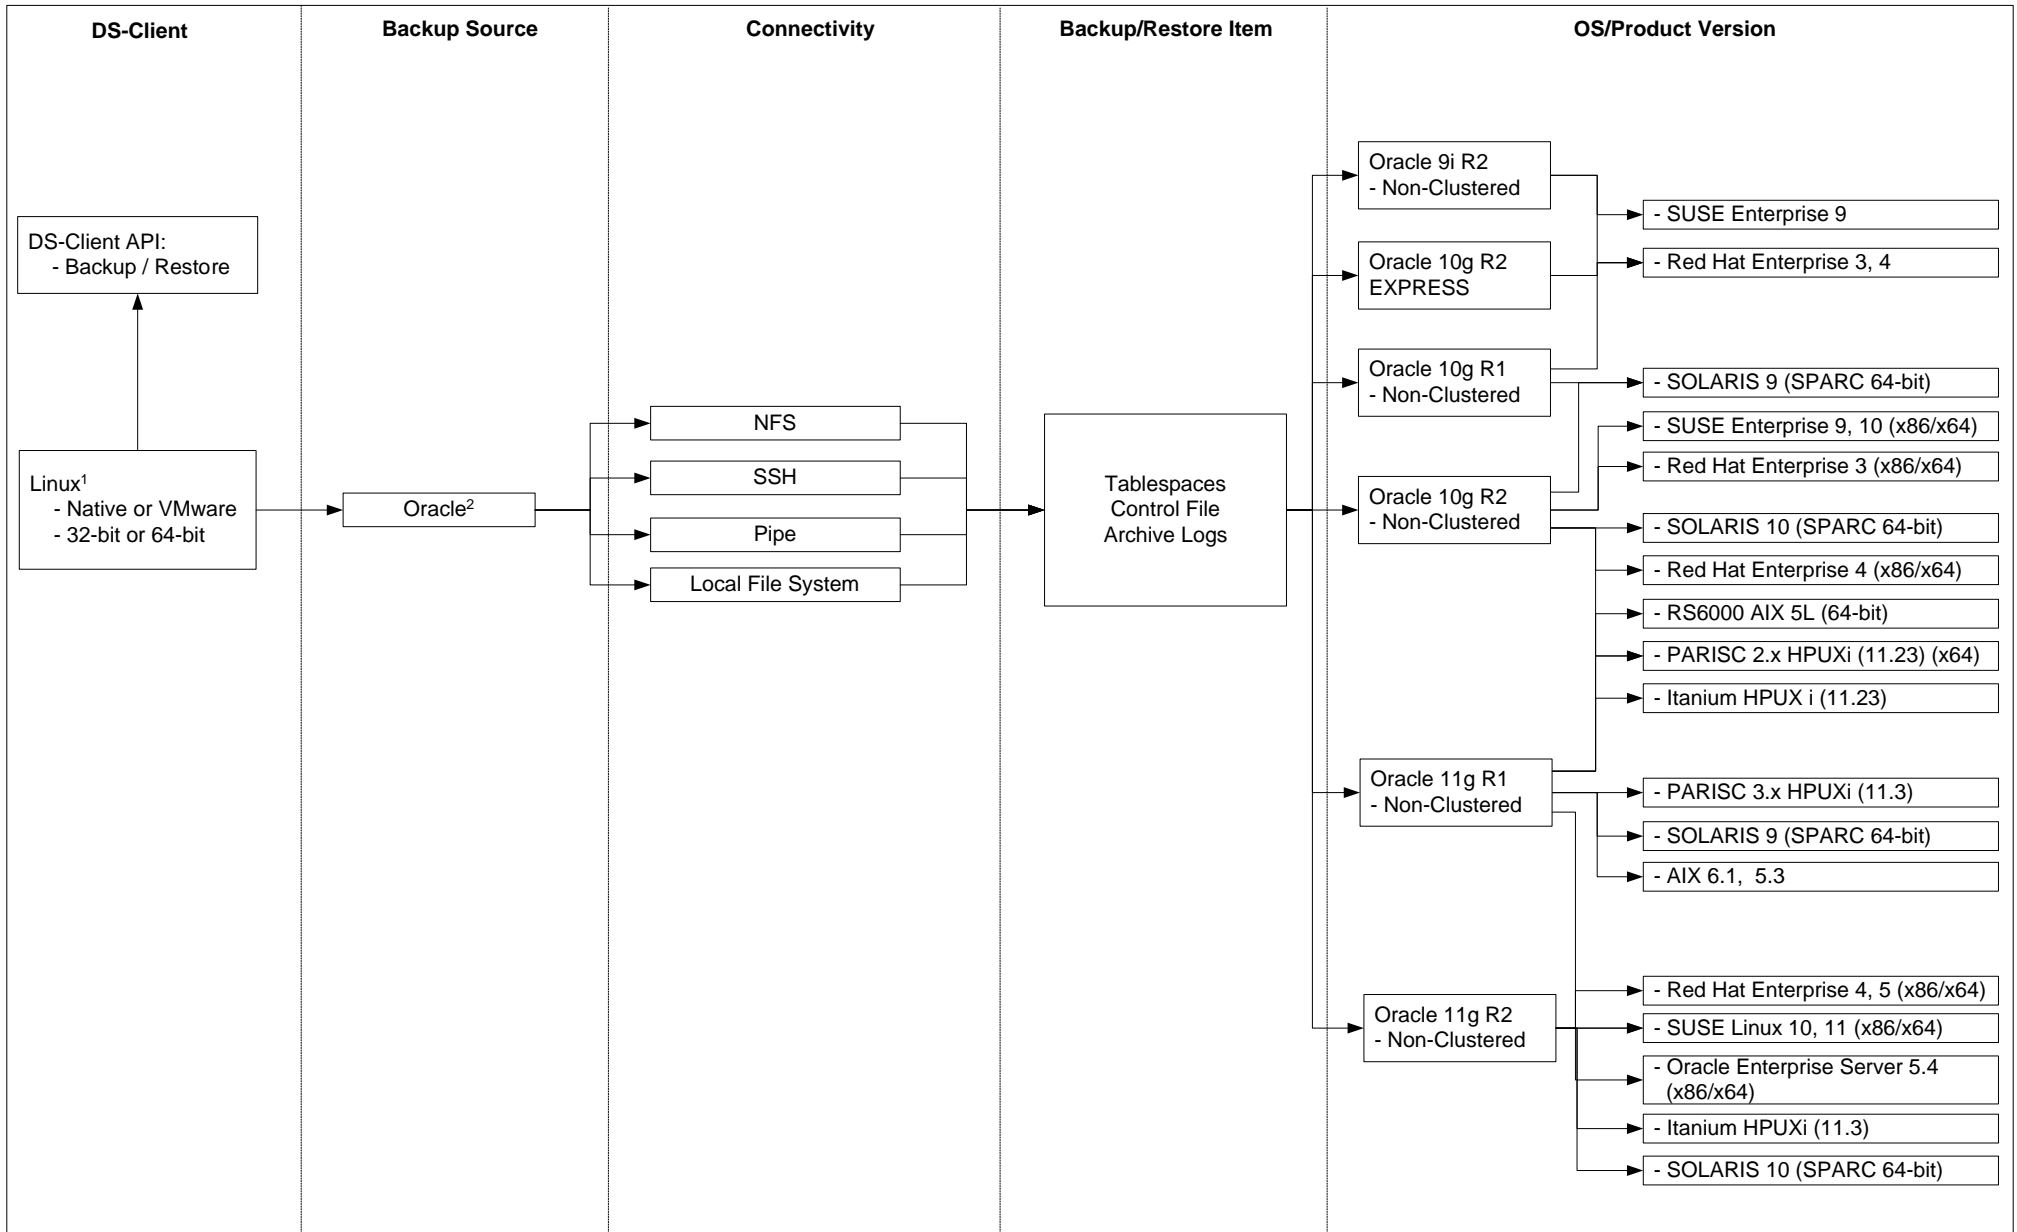 DS-Client
Backup Source
Connectivity
Backup/Restore Item
OS/Product Version
DS-Client API:
- Backup / Restore
Linux¹
- Native or VMware
- 32-bit or 64-bit
Oracle²
NFS
SSH
Pipe
Local File System
Tablespaces
Control File
Archive Logs
Oracle 9i R2
- Non-Clustered
Oracle 10g R2
EXPRESS
Oracle 10g R1
- Non-Clustered
Oracle 10g R2
- Non-Clustered
Oracle 11g R1
- Non-Clustered
Oracle 11g R2
- Non-Clustered
- SUSE Enterprise 9
- Red Hat Enterprise 3, 4
- SOLARIS 9 (SPARC 64-bit)
- SUSE Enterprise 9, 10 (x86/x64)
- Red Hat Enterprise 3 (x86/x64)
- SOLARIS 10 (SPARC 64-bit)
- Red Hat Enterprise 4 (x86/x64)
- RS6000 AIX 5L (64-bit)
- PARISC 2.x HPUXi (11.23) (x64)
- Itanium HPUX i (11.23)
- PARISC 3.x HPUXi (11.3)
- SOLARIS 9 (SPARC 64-bit)
- AIX 6.1,  5.3
- Red Hat Enterprise 4, 5 (x86/x64)
- SUSE Linux 10, 11 (x86/x64)
- Oracle Enterprise Server 5.4
(x86/x64)
- Itanium HPUXi (11.3)
- SOLARIS 10 (SPARC 64-bit)